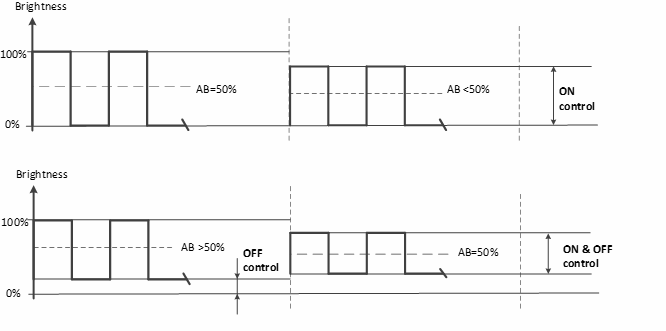 Brightness
100%
AB=50%
AB <50%
ON
control
0%
Brightness
100%
AB >50%
OFF
control
AB=50%
ON & OFF
control
0%